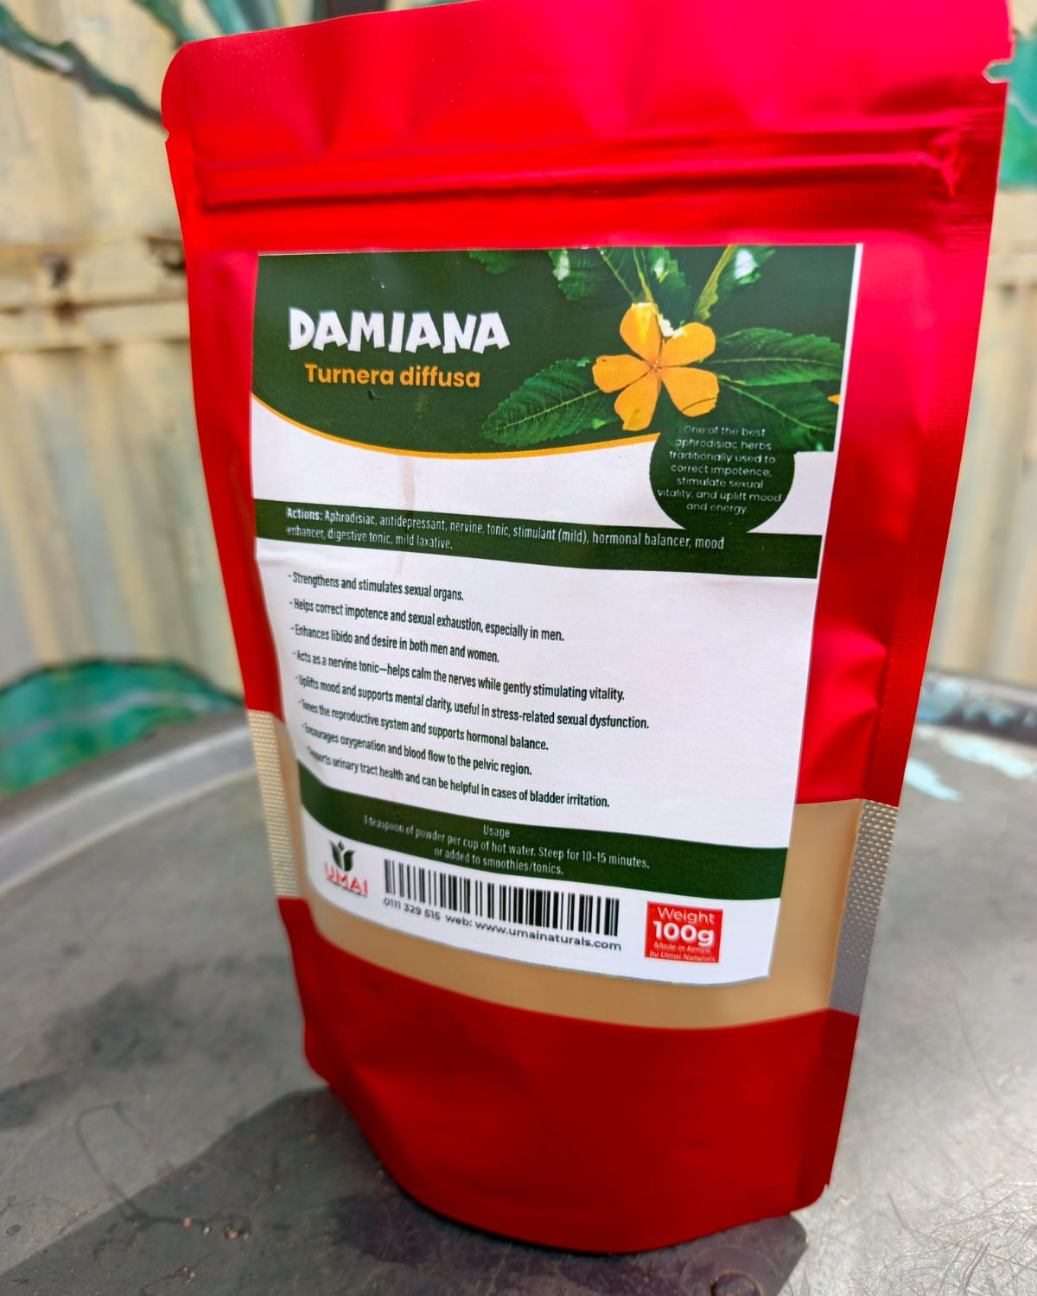 DAMIANA
Turnera diffusa
One of the best
aphrodisiac herbs
traditionally used to
correct impotence,
stimulate sexual
vitality, and uplift mood
and energy.
Actions: Aphrodisiac, antidepressant, nervine, tonic, stimulant (mild), hormonal balancer, mood
enhancer, digestive tonic, mild laxative.
- Strengthens and stimulates sexual organs.
- Helps correct impotence and sexual exhaustion, especially in men.
- Enhances libido and desire in both men and women.
- Acts as a nervine tonic—helps calm the nerves while gently stimulating vitality.
- Uplifts mood and supports mental clarity, useful in stress-related sexual dysfunction.
- Tones the reproductive system and supports hormonal balance.
- Encourages oxygenation and blood flow to the pelvic region.
urinary tract health and can be helpful in cases of bladder irritation.
Usage
1 teaspoon of powder per cup of hot water. Steep for 10-15 minutes,
or added to smoothies/tonics.
UMAI
0111 329 515 web: www.umainaturals.com
Weight
100g
Made in Kenya
by Umai Naturals